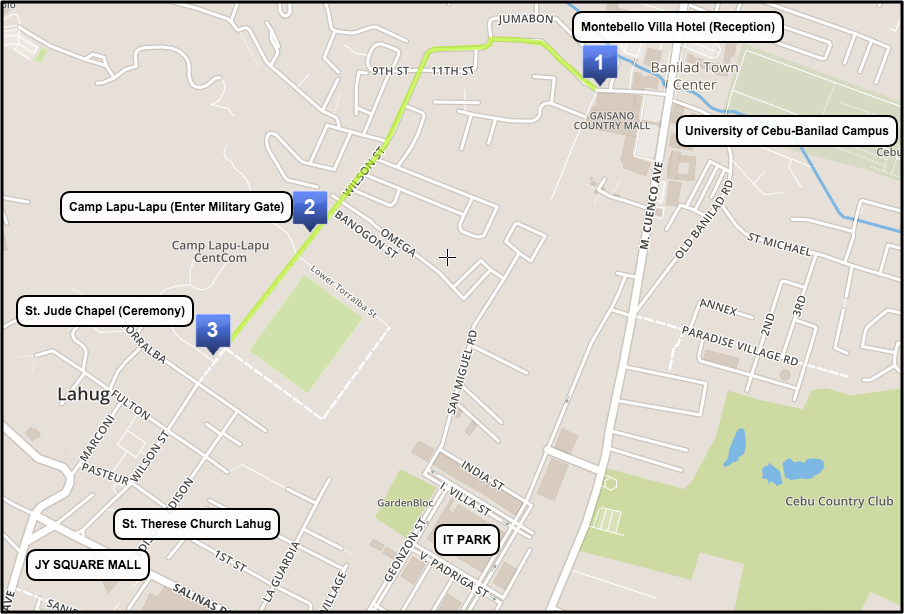 JUMABON
Montebello Villa Hotel (Reception)
1
9TH ST
11TH ST
Banilad Town
Center
GAISANO
COUNTRY MALL
University of Cebu-Banilad Campus
Cebu
WILSON ST
Camp Lapu-Lapu (Enter Military Gate)
2
M. CUENCO AVE
OLD BANILAD RD
BANOGON ST
OMEGA
ST MICHAEL
Camp Lapu-Lapu
CentCom
Lower Torralba St
St. Jude Chapel (Ceremony)
3
ANNEX
2ND
3RD
TORRALBA
PARADISE VILLAGE RD
SAN MIGUEL RD
Lahug
FULTON
MARCONI
WILSON ST
PASTEUR
INDIA ST
I. VILLA ST
GardenBloc
Cebu Country Club
St. Therese Church Lahug
IT PARK
JY SQUARE MALL
1ST ST
LA GUARDIA
GEONZON ST
V. PADRIGA ST
VILLAGE
SALINAS D
AVE